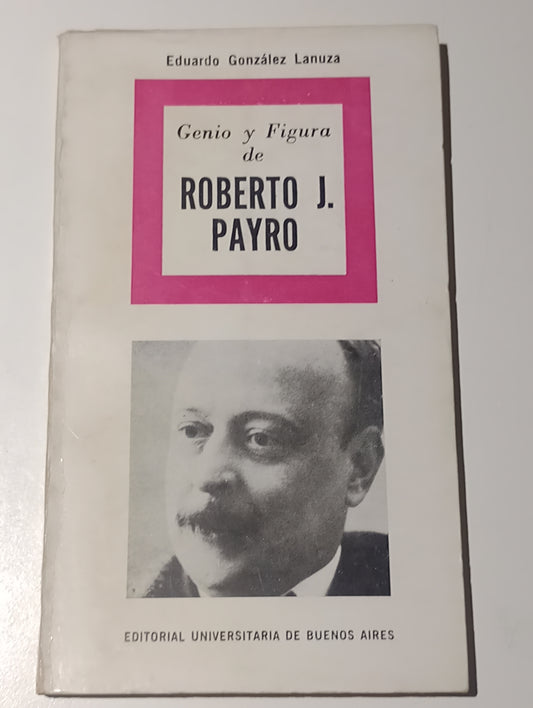 Eduardo González Lanuza
Genio y Figura
de
ROBERTO J.
PAYRO
EDITORIAL UNIVERSITARIA DE BUENOS AIRES